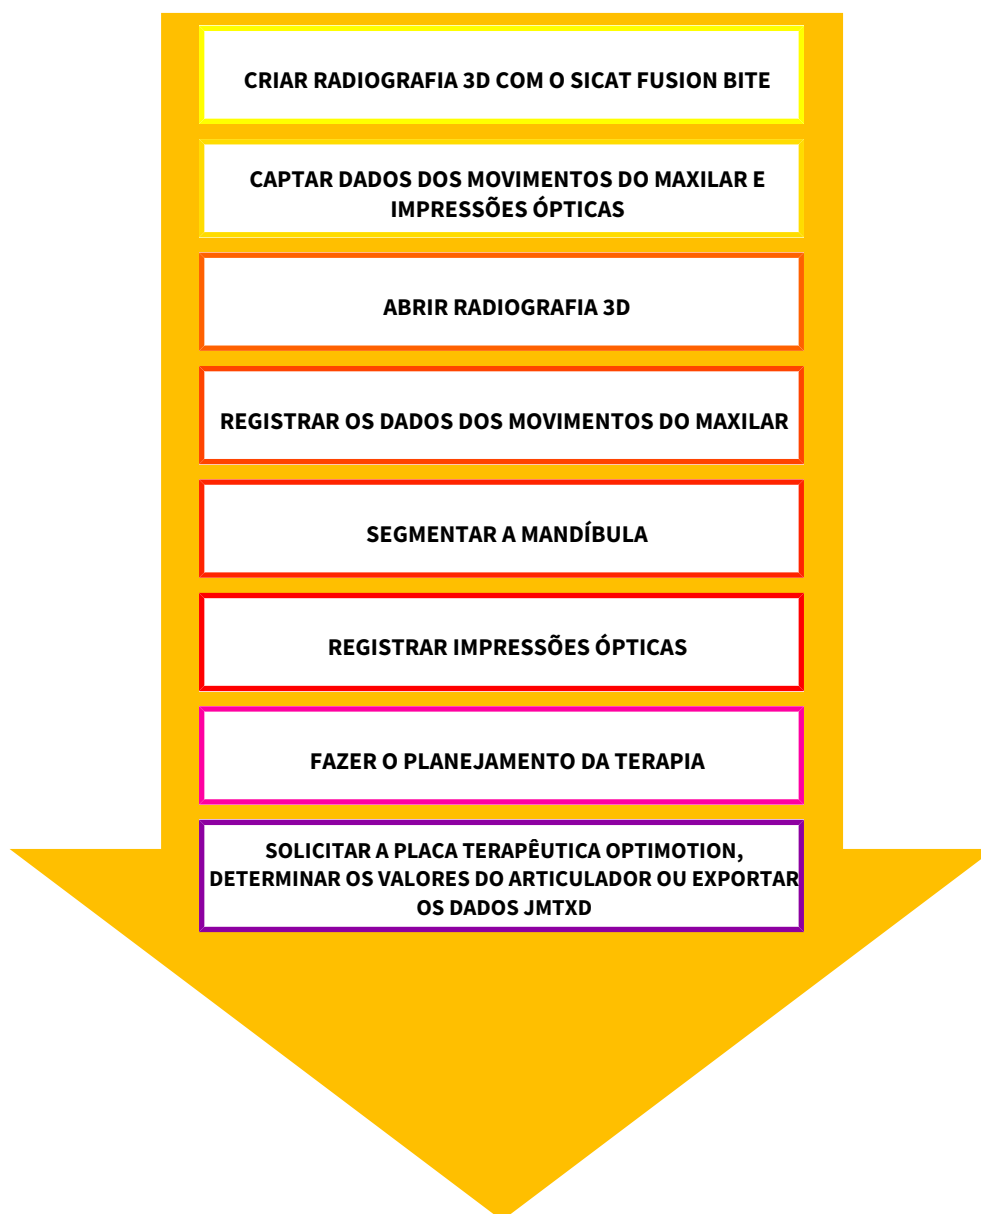 CRIAR RADIOGRAFIA 3D COM O SICAT FUSION BITE
CAPTAR DADOS DOS MOVIMENTOS DO MAXILAR E
IMPRESSÕES ÓPTICAS
ABRIR RADIOGRAFIA 3D
REGISTRAR OS DADOS DOS MOVIMENTOS DO MAXILAR
SEGMENTAR A MANDÍBULA
REGISTRAR IMPRESSÕES ÓPTICAS
FAZER O PLANEJAMENTO DA TERAPIA
SOLICITAR A PLACA TERAPÊUTICA OPTIMOTION,
DETERMINAR OS VALORES DO ARTICULADOR OU EXPORTAR
OS DADOS JMTXD